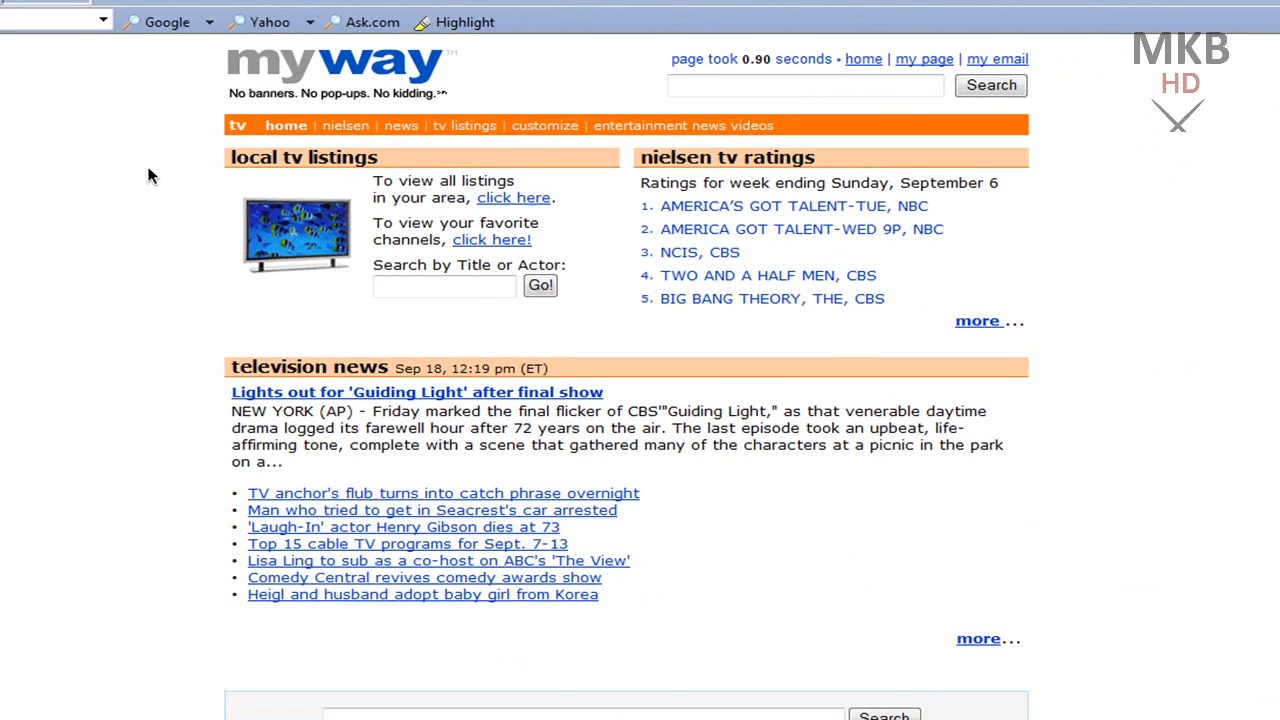 Google Yahoo Ask.com Highlight
MKB
HD
myway™
No banners. No pop-ups. No kidding.
page took 0.90 seconds • home | my page | my email
Search
tv home | nielsen | news | tv listings | customize | entertainment news videos
local tv listings
To view all listings
in your area, click here.
To view your favorite
channels, click here!
Search by Title or Actor:
Go!
nielsen tv ratings
Ratings for week ending Sunday, September 6
1. AMERICA'S GOT TALENT-TUE, NBC
2. AMERICA GOT TALENT-WED 9P, NBC
3. NCIS, CBS
4. TWO AND A HALF MEN, CBS
5. BIG BANG THEORY, THE, CBS
more ...
television news Sep 18, 12:19 pm (ET)
Lights out for 'Guiding Light' after final show
NEW YORK (AP) - Friday marked the final flicker of CBS'"Guiding Light," as that venerable daytime
drama logged its farewell hour after 72 years on the air. The last episode took an upbeat, life-
affirming tone, complete with a scene that gathered many of the characters at a picnic in the park
on a...
• TV anchor's flub turns into catch phrase overnight
• Man who tried to get in Seacrest's car arrested
• 'Laugh-In' actor Henry Gibson dies at 73
• Top 15 cable TV programs for Sept. 7-13
• Lisa Ling to sub as a co-host on ABC's 'The View'
• Comedy Central revives comedy awards show
• Heigl and husband adopt baby girl from Korea
more...
Search